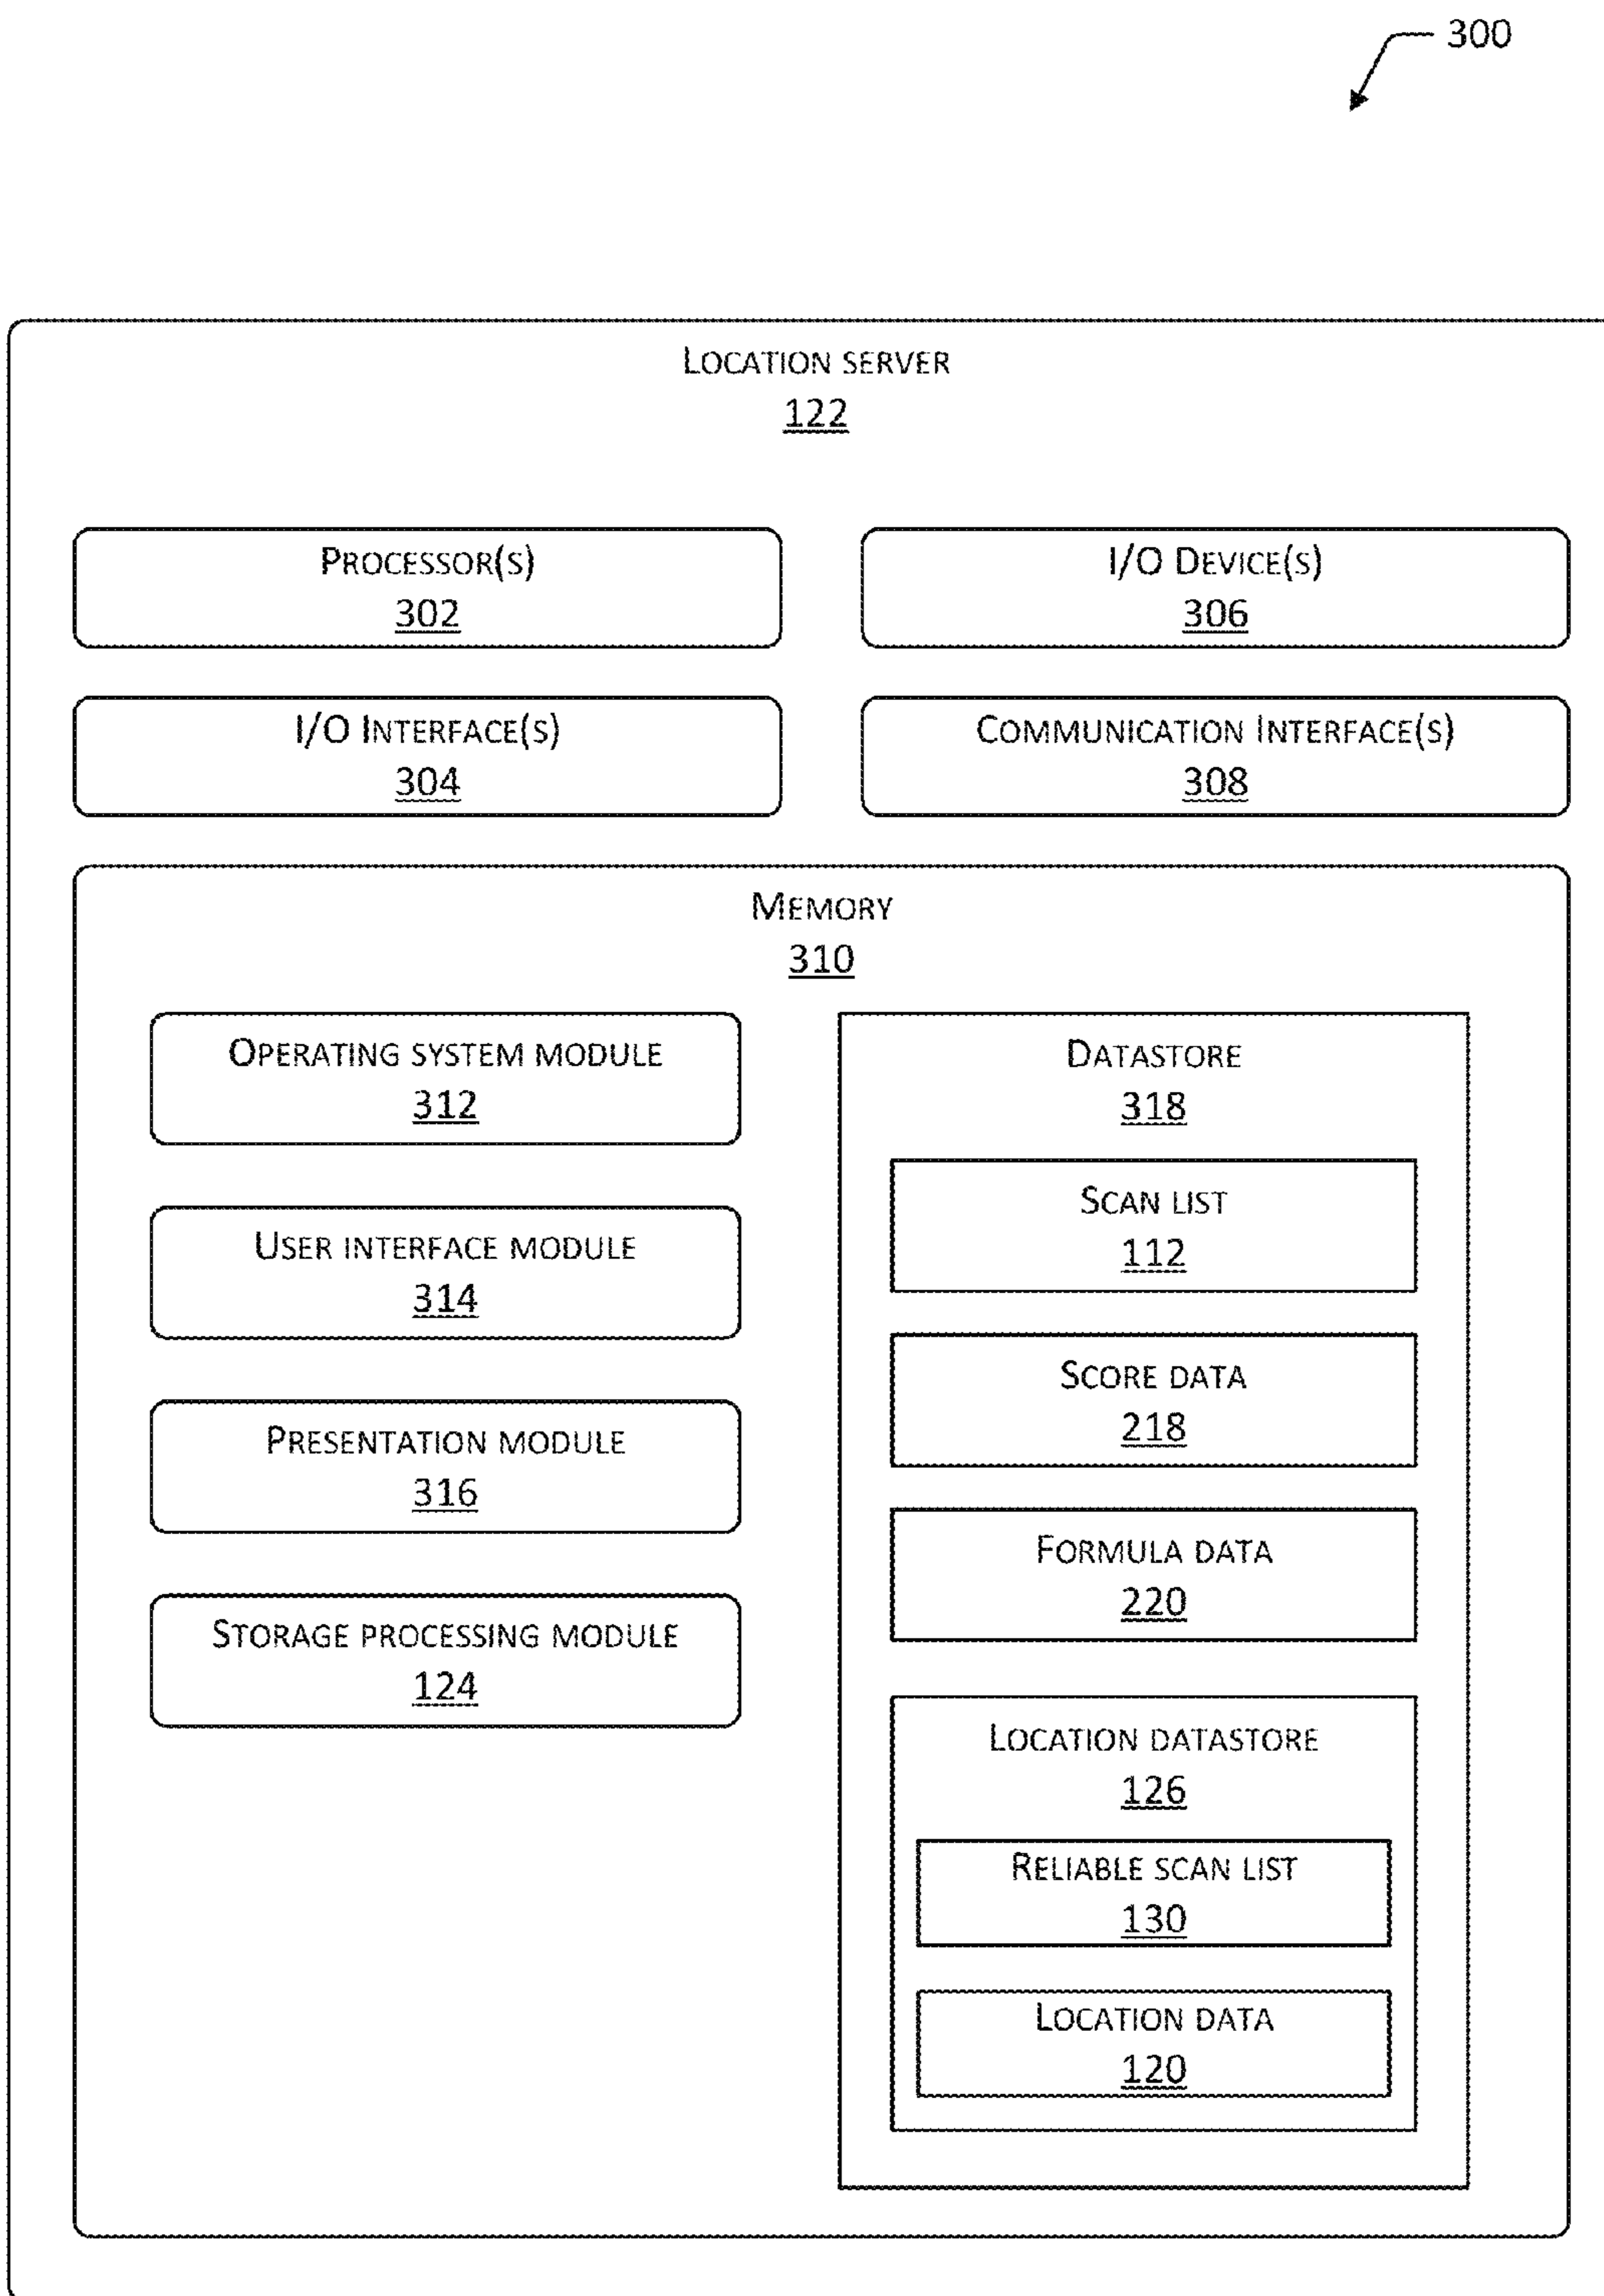 300
LOCATION SERVER
122
PROCESSOR(S)
302
I/O DEVICE(S)
306
I/O INTERFACE(S)
304
COMMUNICATION INTERFACE(S)
308
MEMORY
310
OPERATING SYSTEM MODULE
312
USER INTERFACE MODULE
314
PRESENTATION MODULE
316
STORAGE PROCESSING MODULE
124
DATASTORE
318
SCAN LIST
112
SCORE DATA
218
FORMULA DATA
220
LOCATION DATASTORE
126
RELIABLE SCAN LIST
130
LOCATION DATA
120